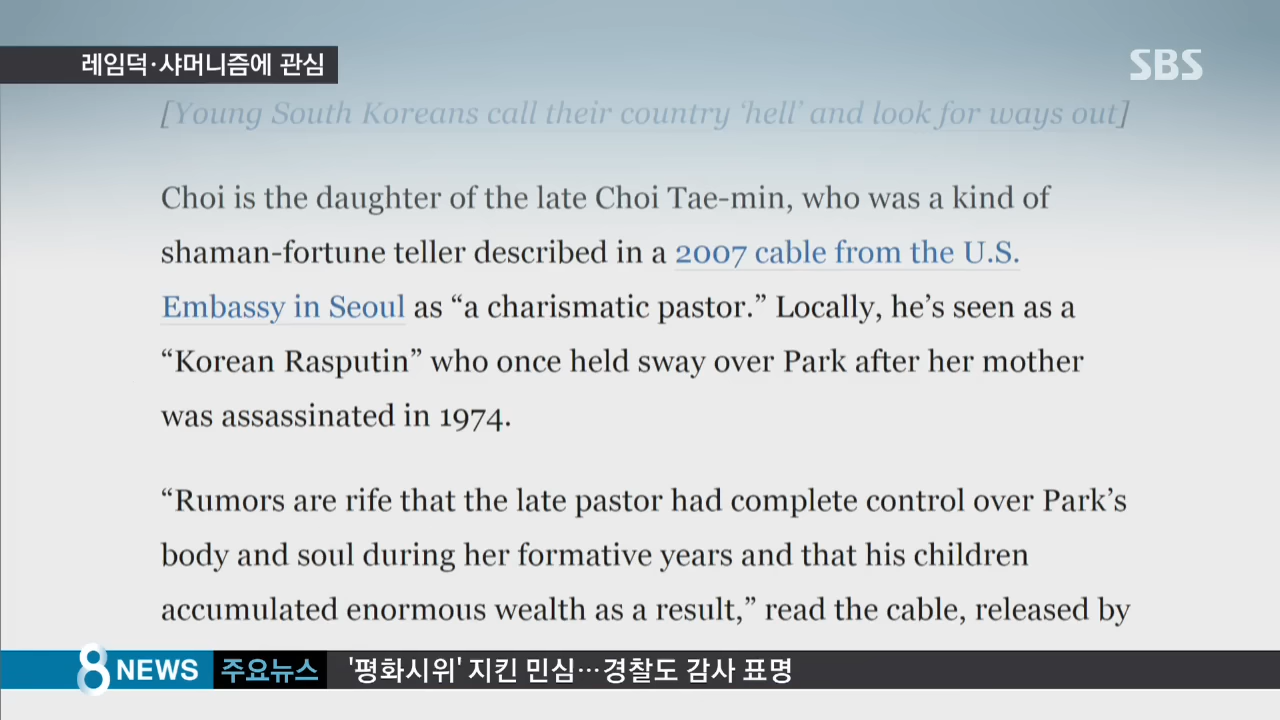 레임덕·샤머니즘에 관심
SBS
[Young South Koreans call their country ‘hell’ and look for ways out]
Choi is the daughter of the late Choi Tae-min, who was a kind of
shaman-fortune teller described in a 2007 cable from the U.S.
Embassy in Seoul as “a charismatic pastor.” Locally, he’s seen as a
“Korean Rasputin” who once held sway over Park after her mother
was assassinated in 1974.
“Rumors are rife that the late pastor had complete control over Park’s
body and soul during her formative years and that his children
accumulated enormous wealth as a result,” read the cable, released by
8 NEWS 주요뉴스 '평화시위' 지킨 민심…경찰도 감사 표명